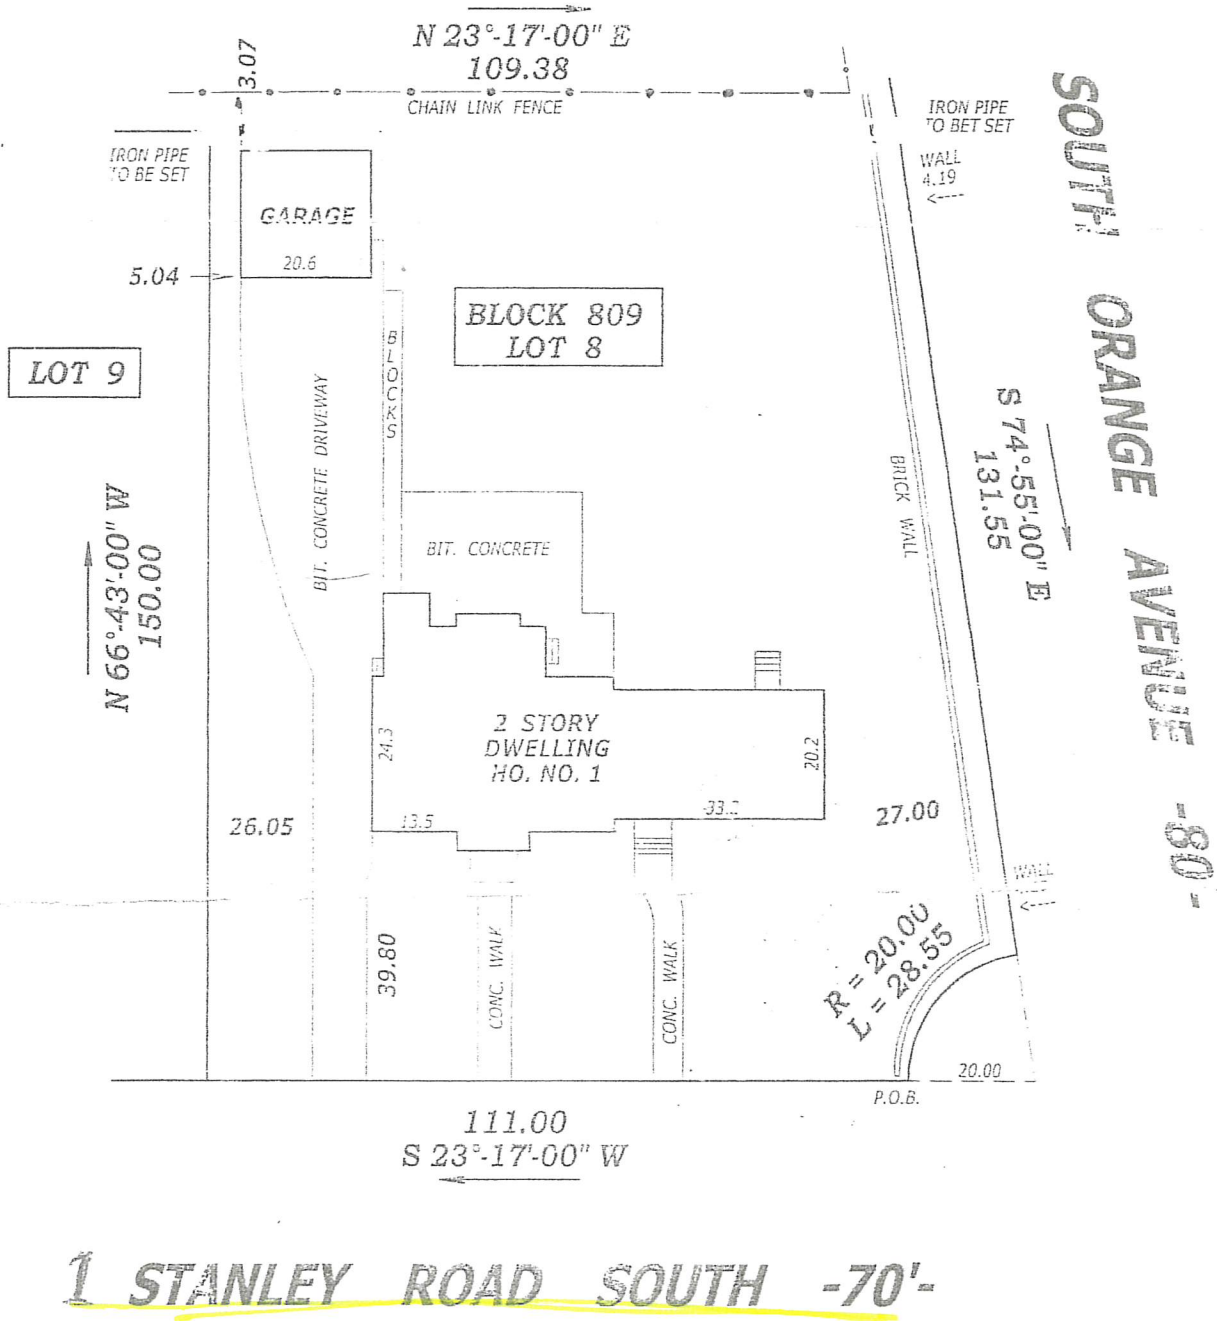 N 23°-17'-00" E
109.38
3.07
CHAIN LINK FENCE
IRON PIPE
TO BET SET
IRON PIPE
TO BE SET
WALL
4.19
GARAGE
20.6
5.04
BLOCK 809
LOT 8
LOT 9
BLOCKS
BIT. CONCRETE DRIVEWAY
BIT. CONCRETE
BRICK WALL
S 74°-55'-00" E
131.55
SOUTH ORANGE AVENUE -80-
N 66°-43'-00" W
150.00
2 STORY
DWELLING
HO. NO. 1
24.3
20.2
13.5
26.05
27.00
WALL
39.80
CONC. WALK
CONC. WALK
R = 20.00
L = 28.55
20.00
P.O.B.
111.00
S 23°-17'-00" W
1 STANLEY ROAD SOUTH -70'-